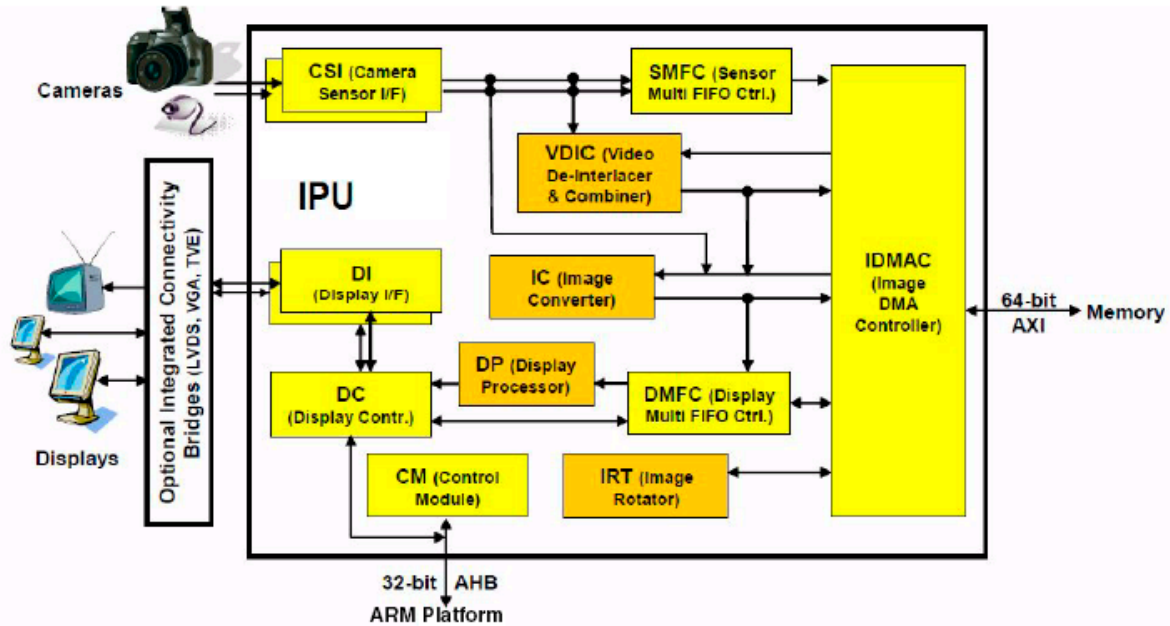 Cameras
CSI (Camera
Sensor I/F)
SMFC (Sensor
Multi FIFO Ctrl.)
VDIC (Video
De-Interlacer
& Combiner)
IPU
Optional Integrated Connectivity
Bridges (LVDS, VGA, TVE)
DI
(Display I/F)
IC (Image
Converter)
IDMAC
(Image
DMA
Controller)
64-bit
AXI
Memory
DP (Display
Processor)
DC
(Display Contr.)
DMFC (Display
Multi FIFO Ctrl.)
Displays
CM (Control
Module)
IRT (Image
Rotator)
32-bit AHB
ARM Platform